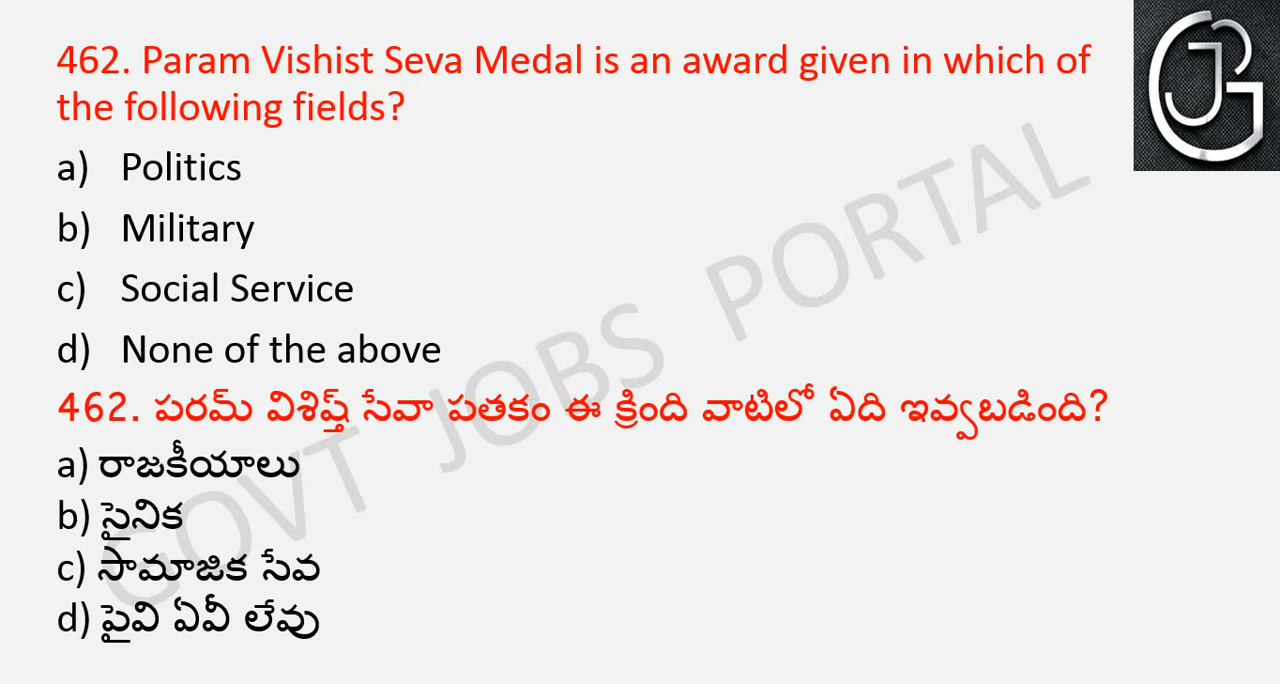 462. Param Vishist Seva Medal is an award given in which of
the following fields?
a) Politics
b) Military
c) Social Service
d) None of the above
462. పరమ్ విశిష్ట్ సేవా పతకం ఈ క్రింది వాటిలో ఏది ఇవ్వబడింది?
a) రాజకీయాలు
b) సైనిక
c) సామాజిక సేవ
d) పైవి ఏవీ లేవు
GOVT JOBS PORTAL
GJP